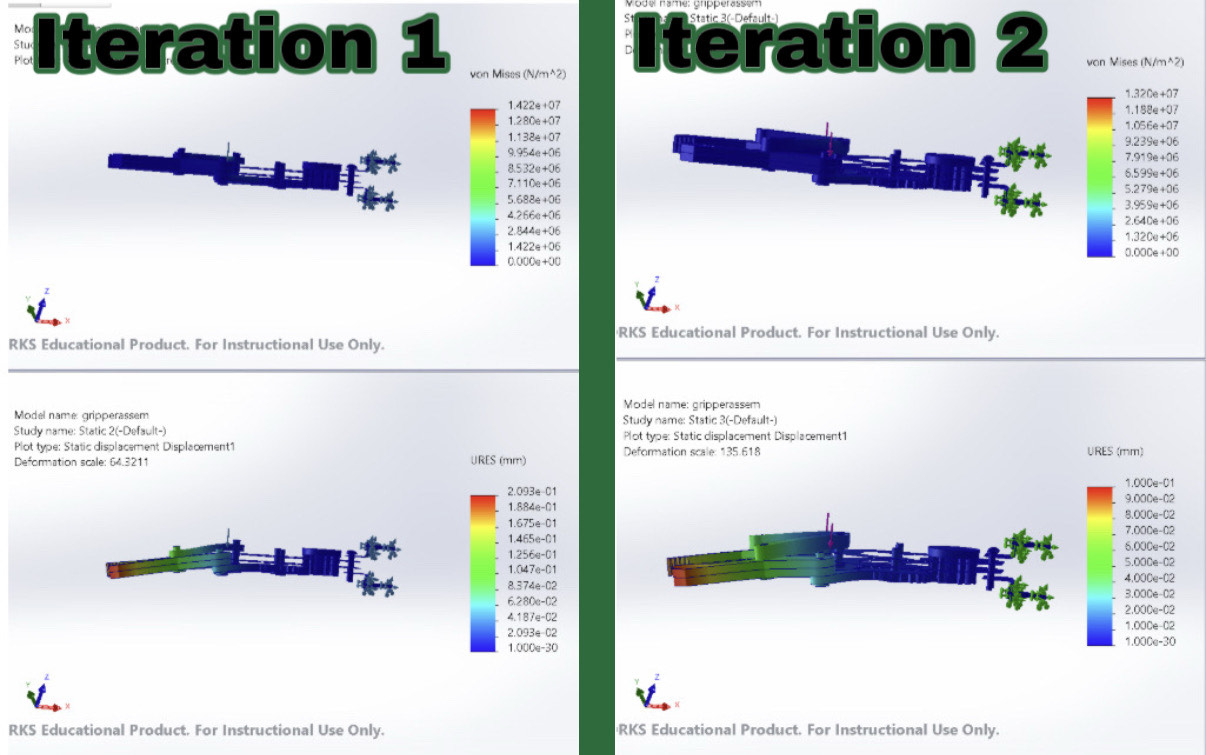 Iteration 1
von Mises (N/m^2)
1.422e+07
1.280e+07
1.138e+07
9.954e+06
8.532e+06
7.110e+06
5.688e+06
4.266e+06
2.844e+06
1.422e+06
0.000e+00
Y
Z
X
RKS Educational Product. For Instructional Use Only.
Model name: gripperassem
Study name: Static 2(-Default-)
Plot type: Static displacement Displacement1
Deformation scale: 64.3211
URES (mm)
2.093e-01
1.884e-01
1.675e-01
1.465e-01
1.256e-01
1.047e-01
8.374e-02
6.280e-02
4.187e-02
2.093e-02
1.000e-30
Y
Z
X
RKS Educational Product. For Instructional Use Only.
Model name: gripperassem
Static 3(-Default-)
Iteration 2
von Mises (N/m^2)
1.320e+07
1.188e+07
1.056e+07
9.239e+06
7.919e+06
6.599e+06
5.279e+06
3.959e+06
2.640e+06
1.320e+06
0.000e+00
Y
Z
X
RKS Educational Product. For Instructional Use Only.
Model name: gripperassem
Study name: Static 3(-Default-)
Plot type: Static displacement Displacement1
Deformation scale: 135.618
URES (mm)
1.000e-01
9.000e-02
8.000e-02
7.000e-02
6.000e-02
5.000e-02
4.000e-02
3.000e-02
2.000e-02
1.000e-02
1.000e-30
Y
Z
X
RKS Educational Product. For Instructional Use Only.